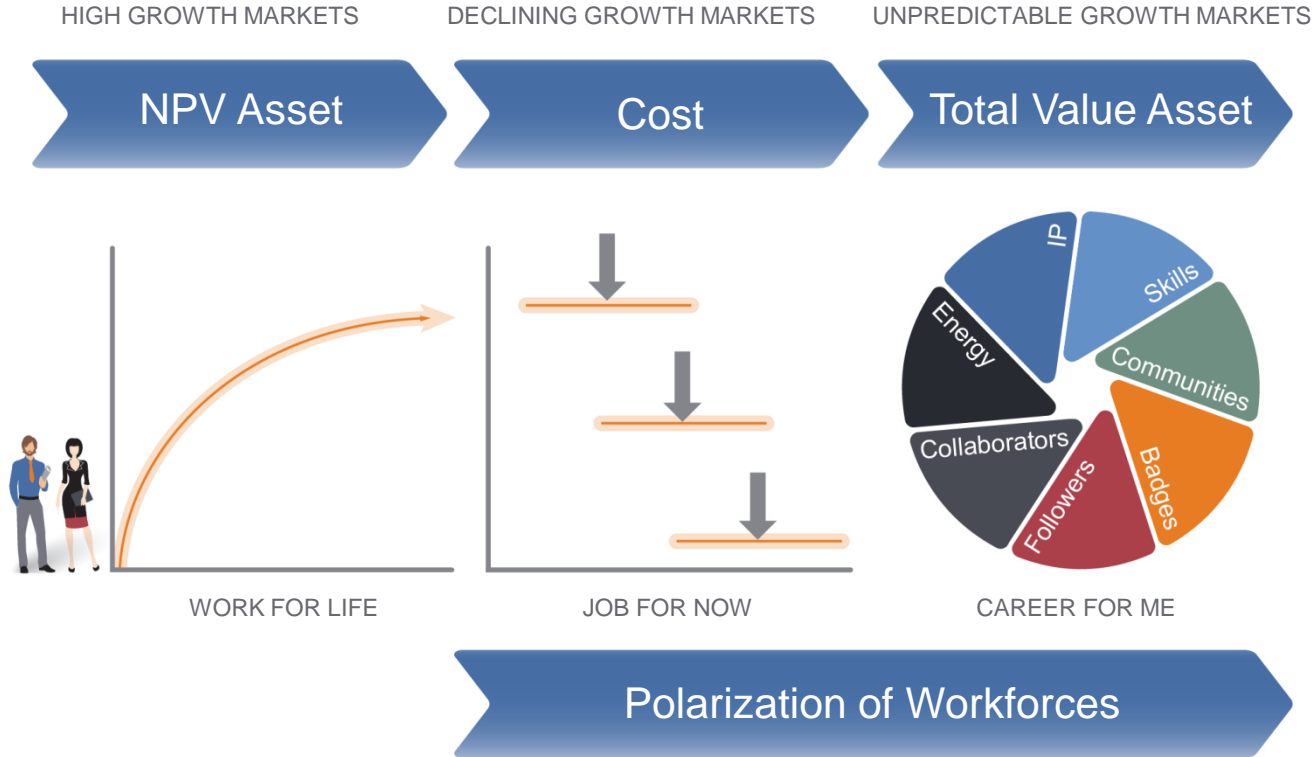 HIGH GROWTH MARKETS
DECLINING GROWTH MARKETS
UNPREDICTABLE GROWTH MARKETS
NPV Asset
Cost
Total Value Asset
IP
Skills
Energy
Communities
Collaborators
Badges
Followers
WORK FOR LIFE
JOB FOR NOW
CAREER FOR ME
Polarization of Workforces